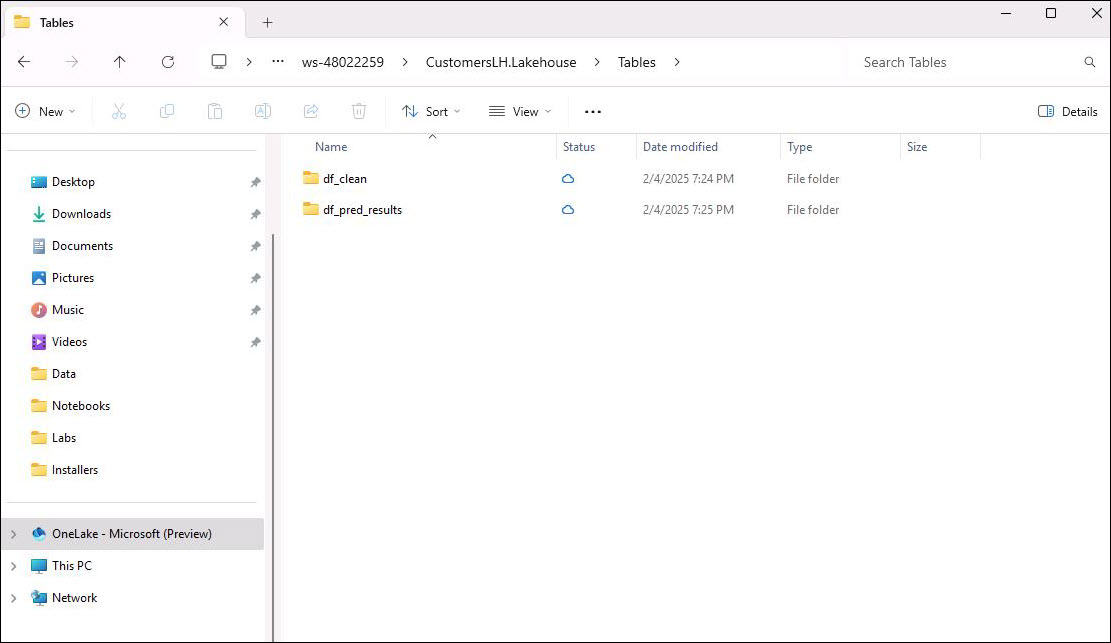 Tables
ws-48022259 > CustomersLH.Lakehouse > Tables >
Search Tables
New
Sort
View
Details
Name Status Date modified Type Size
df_clean 2/4/2025 7:24 PM File folder
df_pred_results 2/4/2025 7:25 PM File folder
Desktop
Downloads
Documents
Pictures
Music
Videos
Data
Notebooks
Labs
Installers
OneLake - Microsoft (Preview)
This PC
Network